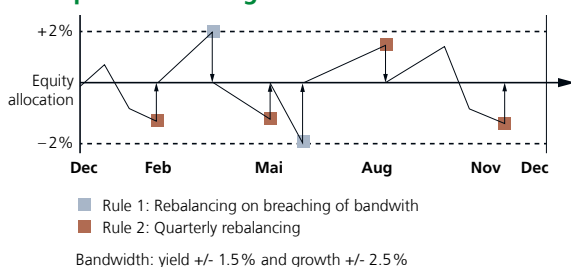 +2%
Equity
allocation
−2%
Dec Feb Mai Aug Nov Dec
Rule 1: Rebalancing on breaching of bandwith
Rule 2: Quarterly rebalancing
Bandwidth: yield +/- 1.5% and growth +/- 2.5%